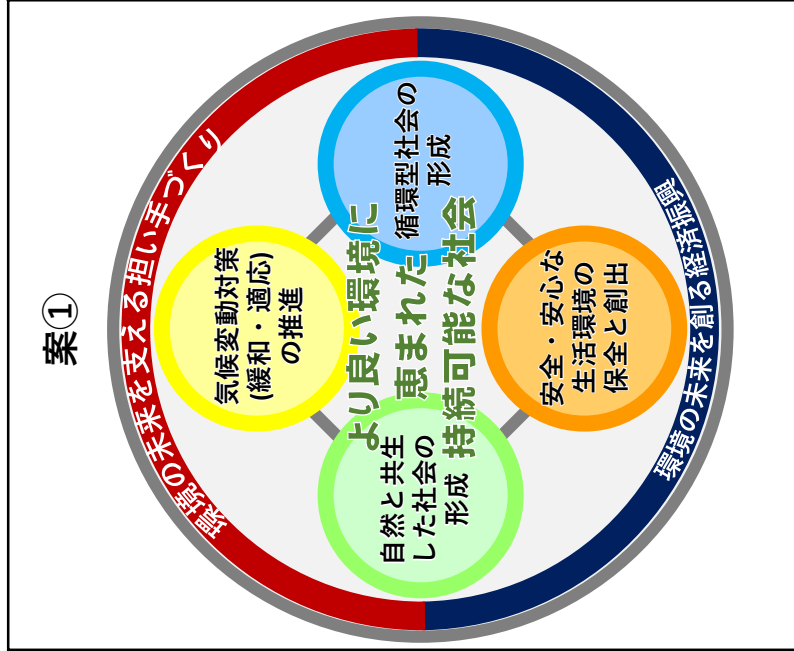 案①
環境の未来を支える担い手づくり
気候変動対策
(緩和・適応)
の推進
自然と共生
した社会の
形成
より良い環境に
恵まれた
持続可能な社会
循環型社会の
形成
安全・安心な
生活環境の
保全と創出
環境の未来を創る経済振興